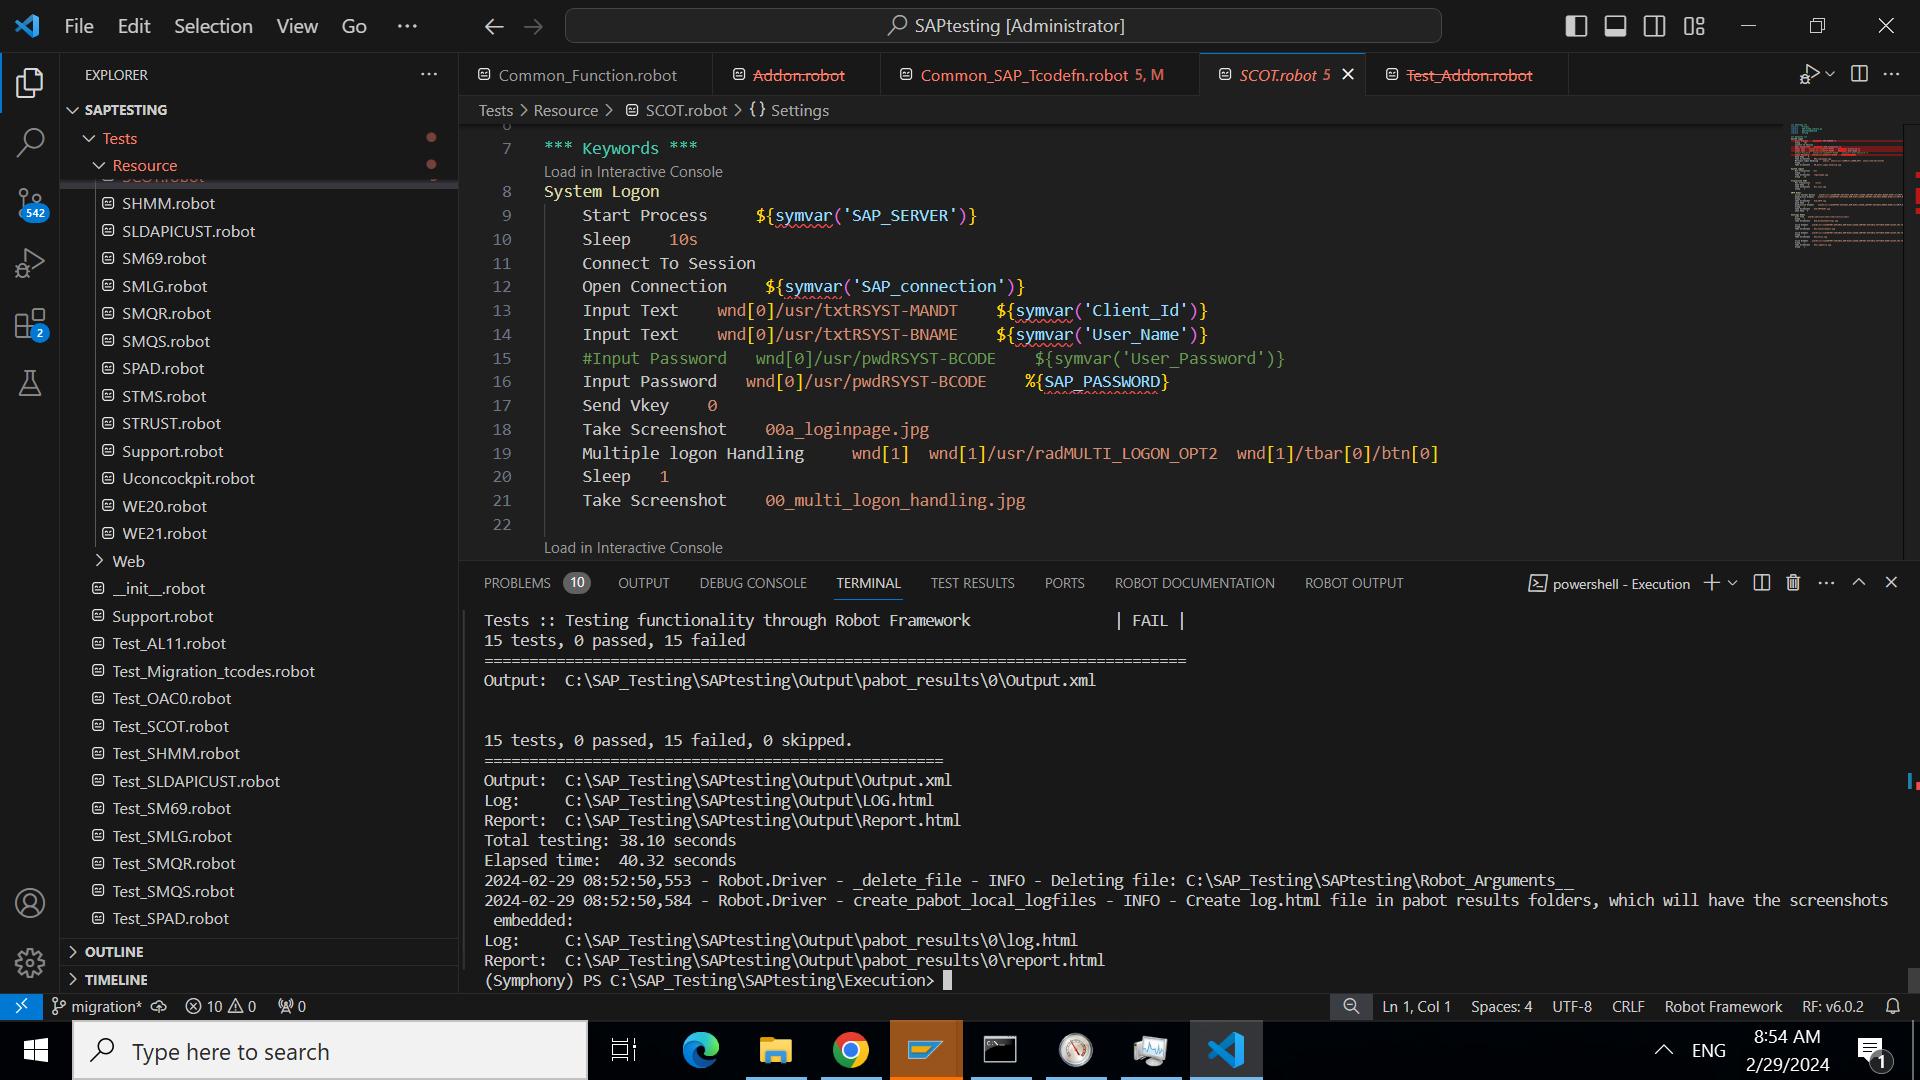 File Edit Selection View Go ···
SAPtesting [Administrator]
EXPLORER
SAPTESTING
Tests
Resource
SCOT.robot
SHMM.robot
SLDAPICUST.robot
SM69.robot
SMLG.robot
SMQR.robot
SMQS.robot
SPAD.robot
STMS.robot
STRUST.robot
Support.robot
Uconcockpit.robot
WE20.robot
WE21.robot
Web
__init__.robot
Support.robot
Test_AL11.robot
Test_Migration_tcodes.robot
Test_OAC0.robot
Test_SCOT.robot
Test_SHMM.robot
Test_SLDAPICUST.robot
Test_SM69.robot
Test_SMLG.robot
Test_SMQR.robot
Test_SMQS.robot
Test_SPAD.robot
OUTLINE
TIMELINE
542
2
Common_Function.robot Addon.robot Common_SAP_Tcodefn.robot 5, M SCOT.robot 5 Test_Addon.robot
Tests > Resource > SCOT.robot > {} Settings
6
7 *** Keywords ***
Load in Interactive Console
8 System Logon
9 Start Process ${symvar('SAP_SERVER')}
10 Sleep 10s
11 Connect To Session
12 Open Connection ${symvar('SAP_connection')}
13 Input Text wnd[0]/usr/txtRSYST-MANDT ${symvar('Client_Id')}
14 Input Text wnd[0]/usr/txtRSYST-BNAME ${symvar('User_Name')}
15 #Input Password wnd[0]/usr/pwdRSYST-BCODE ${symvar('User_Password')}
16 Input Password wnd[0]/usr/pwdRSYST-BCODE %{SAP_PASSWORD}
17 Send Vkey 0
18 Take Screenshot 00a_loginpage.jpg
19 Multiple logon Handling wnd[1] wnd[1]/usr/radMULTI_LOGON_OPT2 wnd[1]/tbar[0]/btn[0]
20 Sleep 1
21 Take Screenshot 00_multi_logon_handling.jpg
22
Load in Interactive Console
PROBLEMS 10 OUTPUT DEBUG CONSOLE TERMINAL TEST RESULTS PORTS ROBOT DOCUMENTATION ROBOT OUTPUT powershell - Execution
Tests :: Testing functionality through Robot Framework | FAIL |
15 tests, 0 passed, 15 failed
==============================================================================
Output: C:\SAP_Testing\SAPtesting\Output\pabot_results\0\Output.xml
15 tests, 0 passed, 15 failed, 0 skipped.
===================================================
Output: C:\SAP_Testing\SAPtesting\Output\Output.xml
Log: C:\SAP_Testing\SAPtesting\Output\LOG.html
Report: C:\SAP_Testing\SAPtesting\Output\Report.html
Total testing: 38.10 seconds
Elapsed time: 40.32 seconds
2024-02-29 08:52:50,553 - Robot.Driver - _delete_file - INFO - Deleting file: C:\SAP_Testing\SAPtesting\Robot_Arguments__
2024-02-29 08:52:50,584 - Robot.Driver - create_pabot_local_logfiles - INFO - Create log.html file in pabot results folders, which will have the screenshots
embedded:
Log: C:\SAP_Testing\SAPtesting\Output\pabot_results\0\log.html
Report: C:\SAP_Testing\SAPtesting\Output\pabot_results\0\report.html
(Symphony) PS C:\SAP_Testing\SAPtesting\Execution>
migration* 10 0 0 Ln 1, Col 1 Spaces: 4 UTF-8 CRLF Robot Framework RF: v6.0.2
Type here to search
ENG
8:54 AM
2/29/2024
1